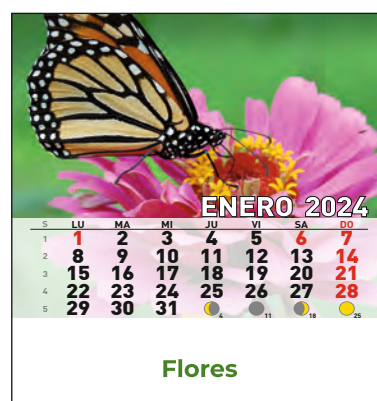 ENERO 2024
S LU MA MI JU VI SA DO
1 1 2 3 4 5 6 7
2 8 9 10 11 12 13 14
3 15 16 17 18 19 20 21
4 22 23 24 25 26 27 28
5 29 30 31 4 11 18 25
Flores